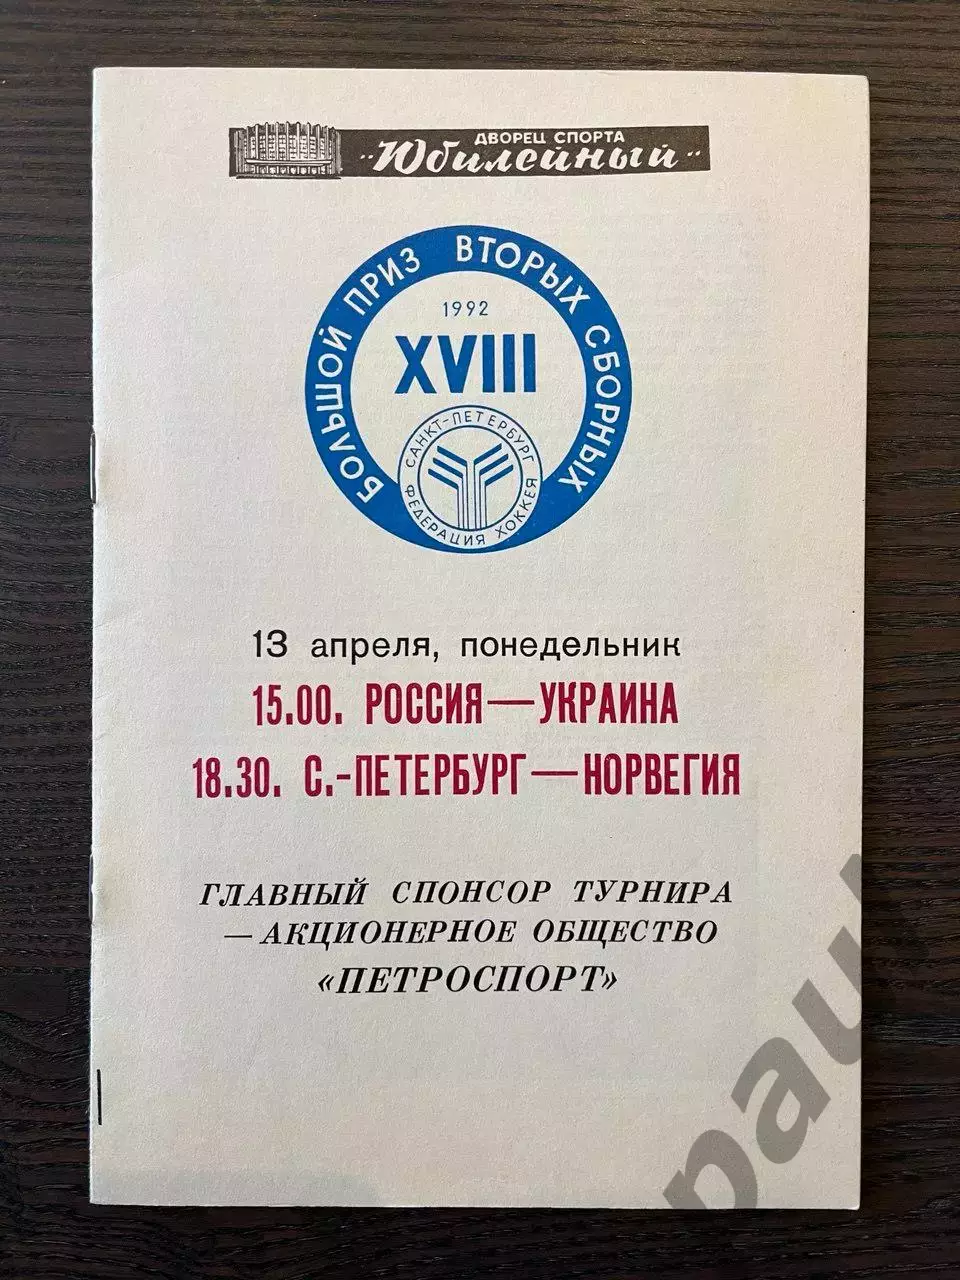 ДВОРЕЦ СПОРТА
"Юбилейный"
БОЛЬШОЙ ПРИЗ ВТОРЫХ СБОРНЫХ
1992
XVIII
САНКТ-ПЕТЕРБУРГ
ФЕДЕРАЦИЯ ХОККЕЯ
13 апреля, понедельник
15.00. РОССИЯ—УКРАИНА
18.30. С.-ПЕТЕРБУРГ—НОРВЕГИЯ
ГЛАВНЫЙ СПОНСОР ТУРНИРА
—АКЦИОНЕРНОЕ ОБЩЕСТВО
«ПЕТРОСПОРТ»